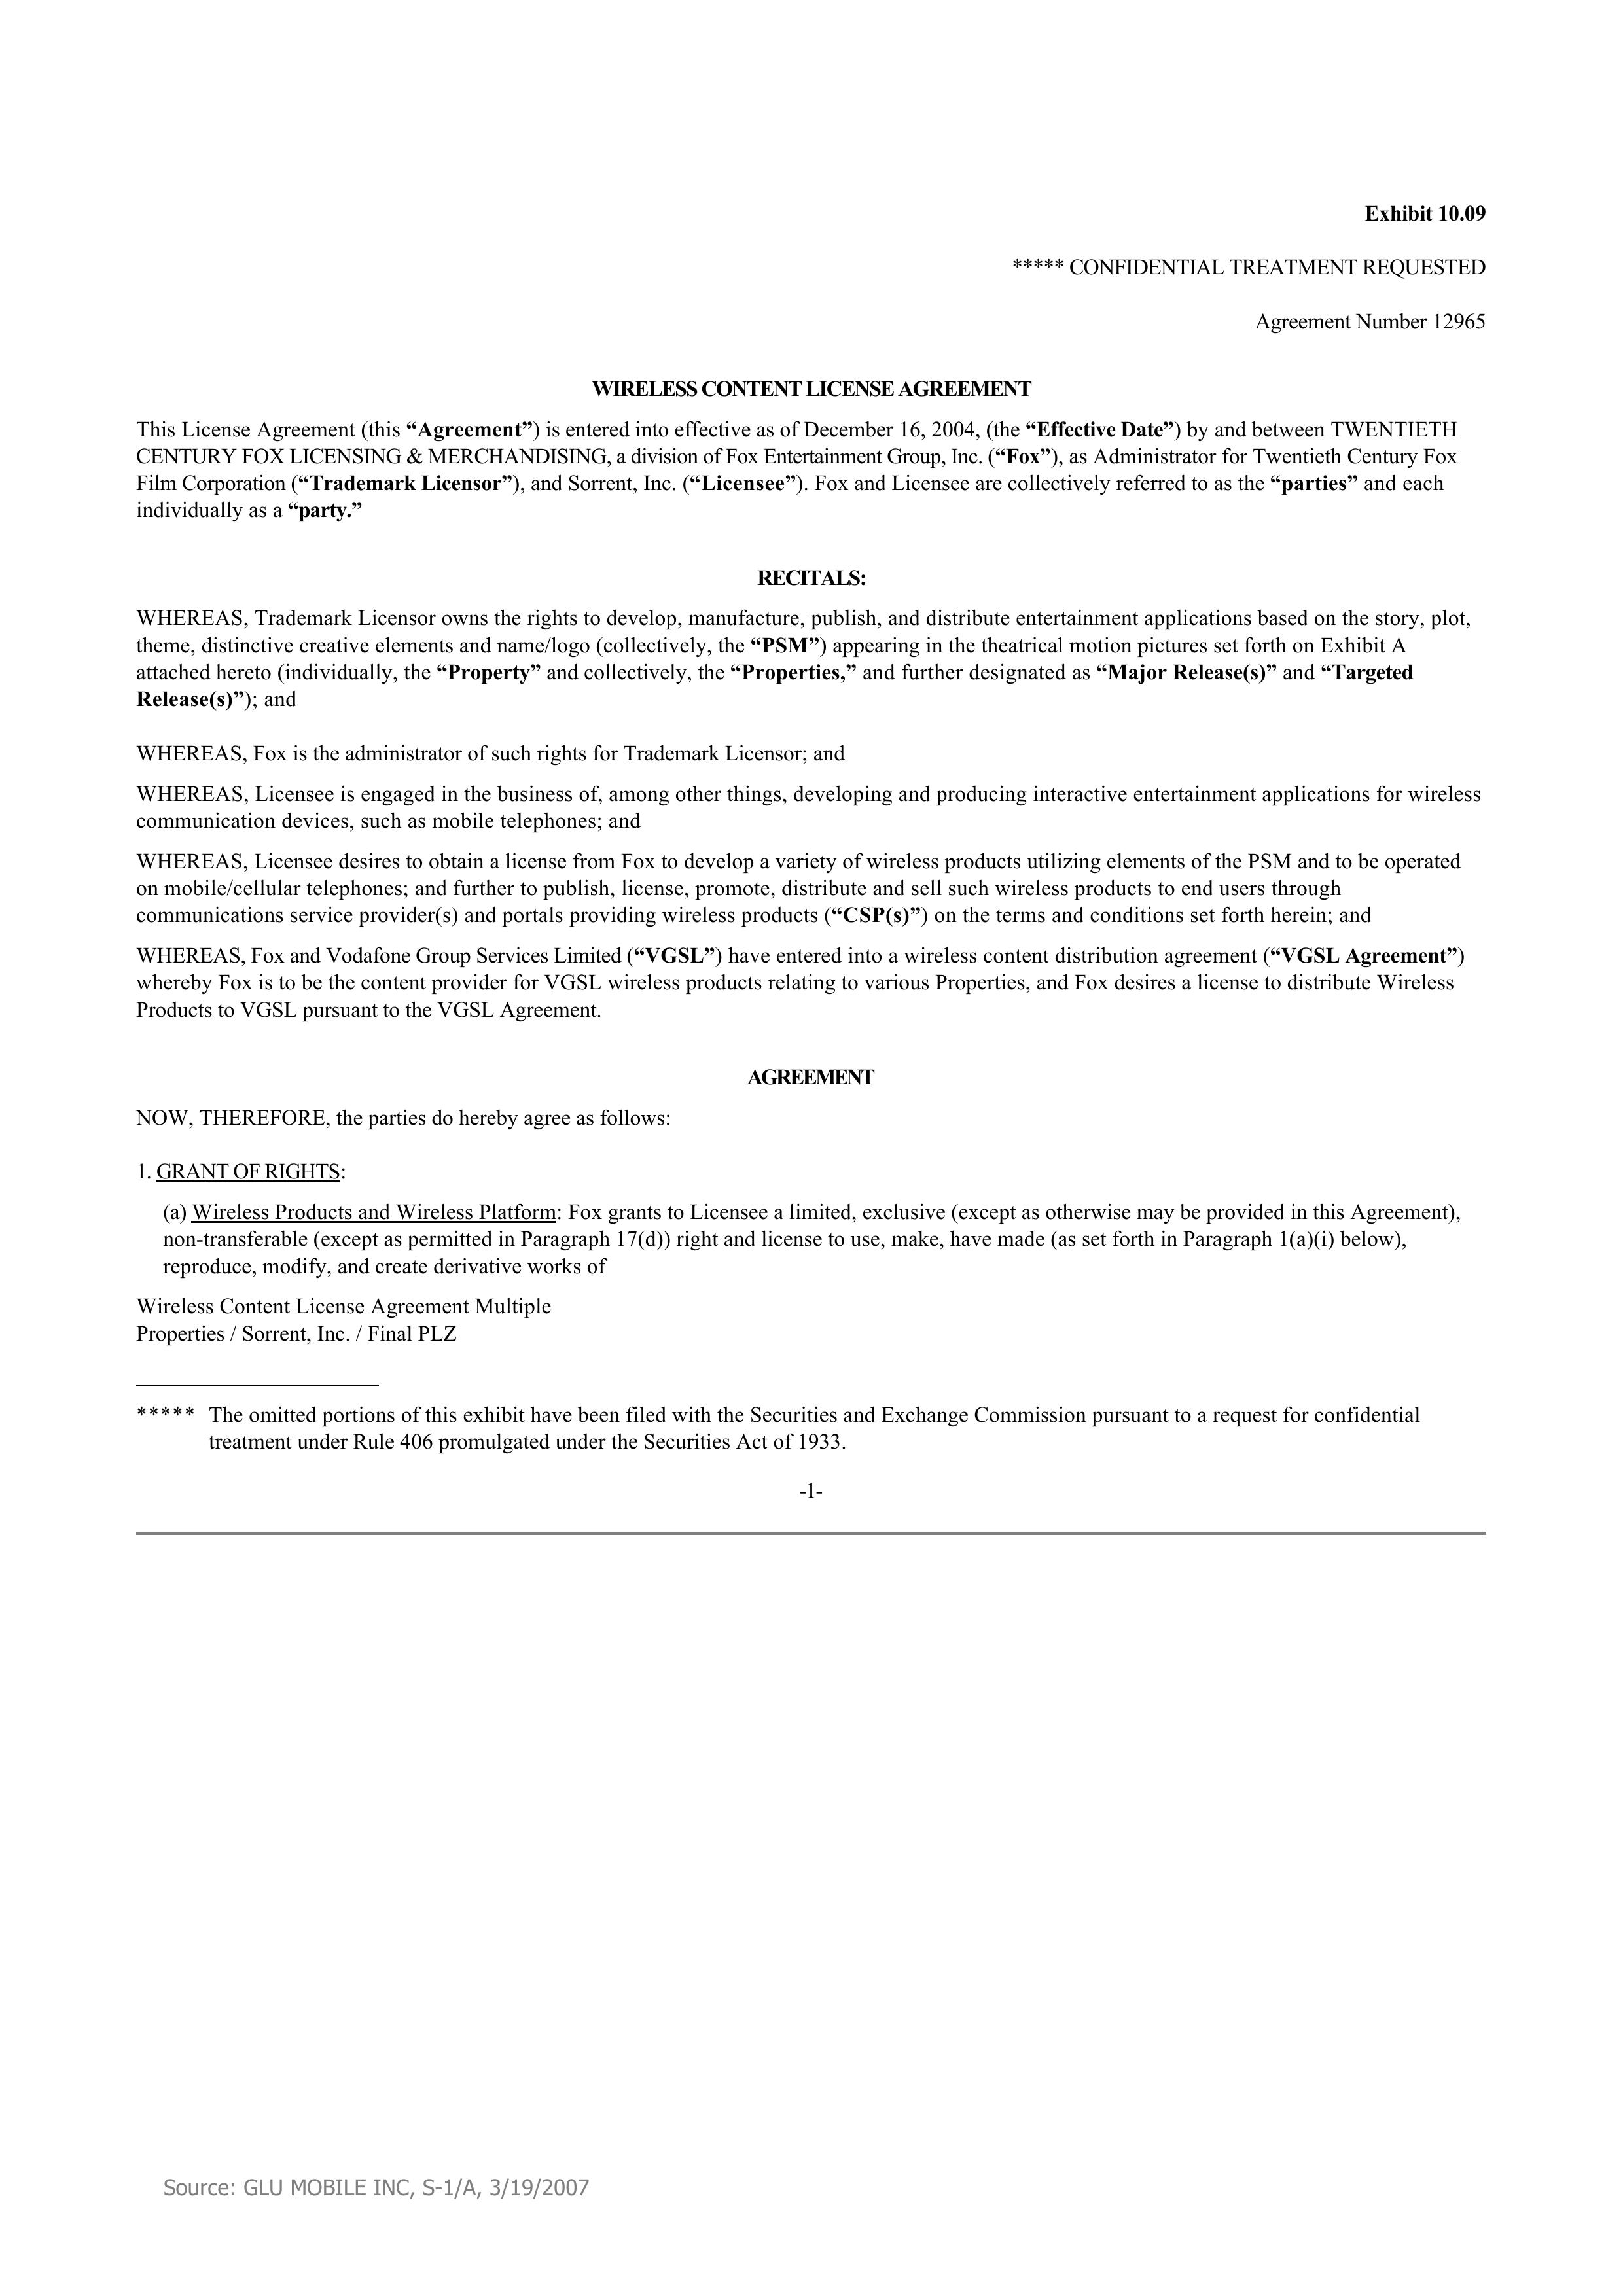 Exhibit 10.09
***** CONFIDENTIAL TREATMENT REQUESTED
Agreement Number 12965
WIRELESS CONTENT LICENSE AGREEMENT
This License Agreement (this “Agreement”) is entered into effective as of December 16, 2004, (the “Effective Date”) by and between TWENTIETH
CENTURY FOX LICENSING & MERCHANDISING, a division of Fox Entertainment Group, Inc. (“Fox”), as Administrator for Twentieth Century Fox
Film Corporation (“Trademark Licensor”), and Sorrent, Inc. (“Licensee”). Fox and Licensee are collectively referred to as the “parties” and each
individually as a “party.”
RECITALS:
WHEREAS, Trademark Licensor owns the rights to develop, manufacture, publish, and distribute entertainment applications based on the story, plot,
theme, distinctive creative elements and name/logo (collectively, the “PSM”) appearing in the theatrical motion pictures set forth on Exhibit A
attached hereto (individually, the “Property” and collectively, the “Properties,” and further designated as “Major Release(s)” and “Targeted
Release(s)”); and
WHEREAS, Fox is the administrator of such rights for Trademark Licensor; and
WHEREAS, Licensee is engaged in the business of, among other things, developing and producing interactive entertainment applications for wireless
communication devices, such as mobile telephones; and
WHEREAS, Licensee desires to obtain a license from Fox to develop a variety of wireless products utilizing elements of the PSM and to be operated
on mobile/cellular telephones; and further to publish, license, promote, distribute and sell such wireless products to end users through
communications service provider(s) and portals providing wireless products (“CSP(s)”) on the terms and conditions set forth herein; and
WHEREAS, Fox and Vodafone Group Services Limited (“VGSL”) have entered into a wireless content distribution agreement (“VGSL Agreement”)
whereby Fox is to be the content provider for VGSL wireless products relating to various Properties, and Fox desires a license to distribute Wireless
Products to VGSL pursuant to the VGSL Agreement.
AGREEMENT
NOW, THEREFORE, the parties do hereby agree as follows:
1. GRANT OF RIGHTS:
(a) Wireless Products and Wireless Platform: Fox grants to Licensee a limited, exclusive (except as otherwise may be provided in this Agreement),
non-transferable (except as permitted in Paragraph 17(d)) right and license to use, make, have made (as set forth in Paragraph 1(a)(i) below),
reproduce, modify, and create derivative works of
Wireless Content License Agreement Multiple
Properties / Sorrent, Inc. / Final PLZ
***** The omitted portions of this exhibit have been filed with the Securities and Exchange Commission pursuant to a request for confidential
treatment under Rule 406 promulgated under the Securities Act of 1933.
-1-
Source: GLU MOBILE INC, S-1/A, 3/19/2007